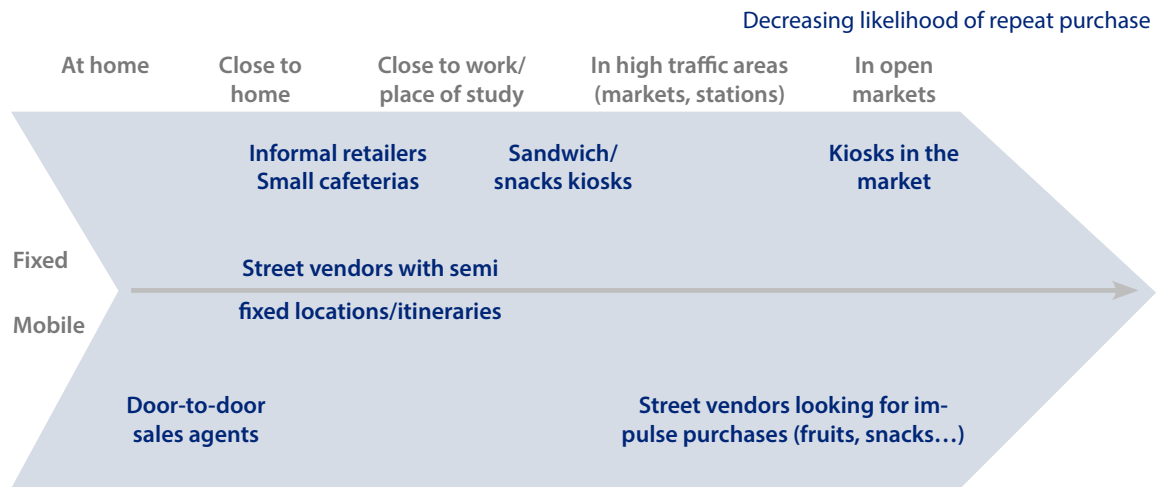 Decreasing likelihood of repeat purchase
At home
Close to
home
Close to work/
place of study
In high traffic areas
(markets, stations)
In open
markets
Informal retailers
Small cafeterias
Sandwich/
snacks kiosks
Kiosks in the
market
Fixed
Street vendors with semi
fixed locations/itineraries
Mobile
Door-to-door
sales agents
Street vendors looking for im-
pulse purchases (fruits, snacks…)